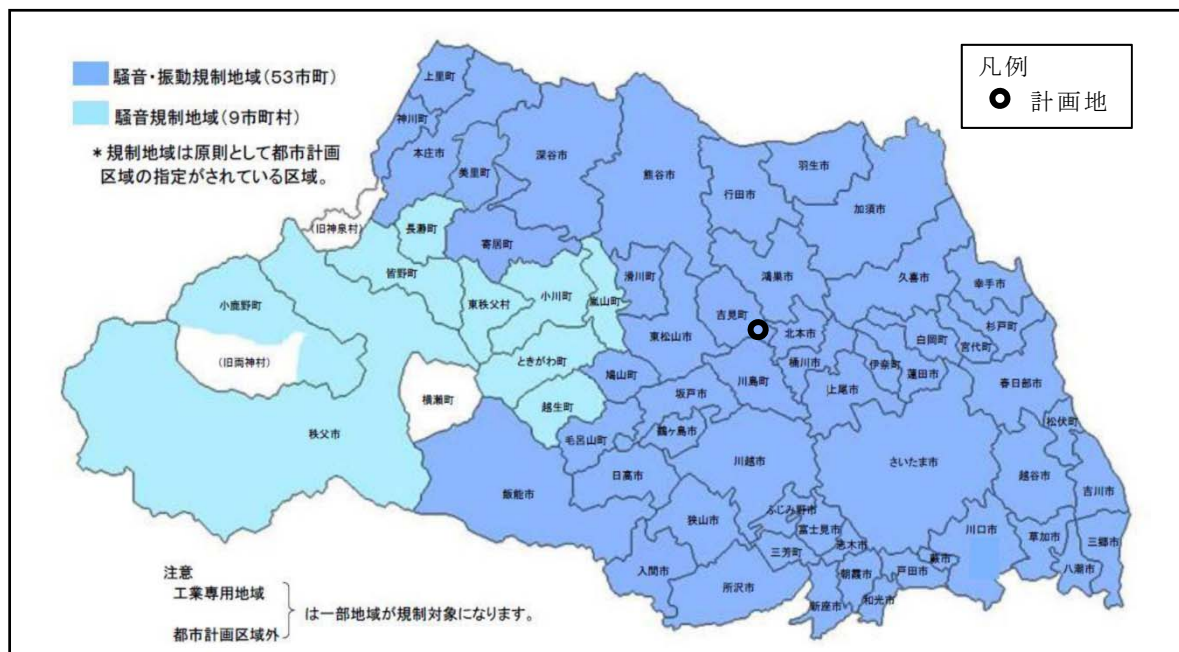 騒音・振動規制地域(53市町)
騒音規制地域(9市町村)
*規制地域は原則として都市計画
区域の指定がされている区域。
凡例
計画地
上里町
神川町
本庄市
美里町
深谷市
熊谷市
行田市
羽生市
加須市
(旧神泉村)
長瀞町
寄居町
皆野町
小鹿野町
(旧両神村)
東秩父村
小川町
嵐山町
滑川町
吉見町
鴻巣市
久喜市
幸手市
東松山市
北本市
白岡町
杉戸町
宮代町
ときがわ町
鳩山町
桶川市
伊奈町
蓮田市
川島町
上尾市
春日部市
横瀬町
越生町
坂戸市
松伏町
秩父市
毛呂山町
鶴ヶ島市
川越市
さいたま市
越谷市
吉川市
飯能市
日高市
狭山市
ふじみ野市
富士見市
川口市
三芳町
志木市
草加市
三郷市
蕨市
入間市
所沢市
朝霞市
戸田市
八潮市
新座市
和光市
注意
工業専用地域
は一部地域が規制対象になります。
都市計画区域外